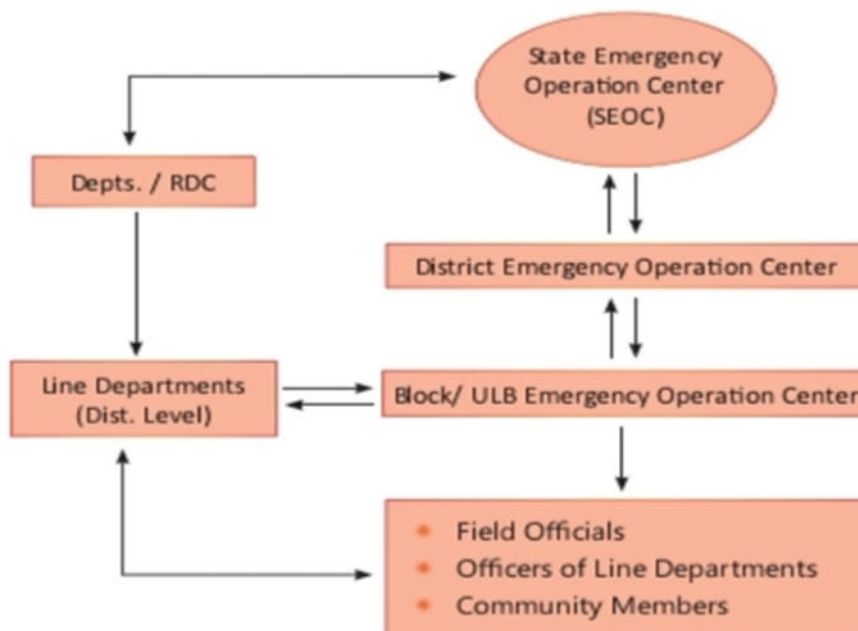 State Emergency
Operation Center
(SEOC)
Depts. / RDC
District Emergency Operation Center
Line Departments
(Dist. Level)
Block/ ULB Emergency Operation Center
Field Officials
Officers of Line Departments
Community Members